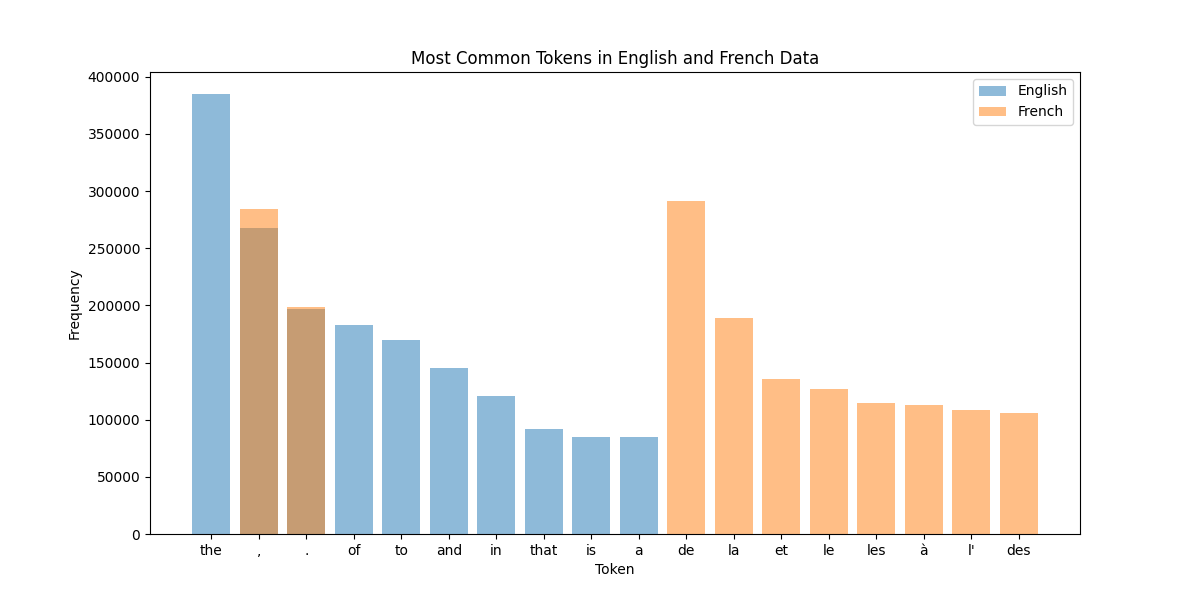 Most Common Tokens in English and French Data
English
French
Frequency
400000
350000
300000
250000
200000
150000
100000
50000
0
the , . of to and in that is a de la et le les à l' des
Token